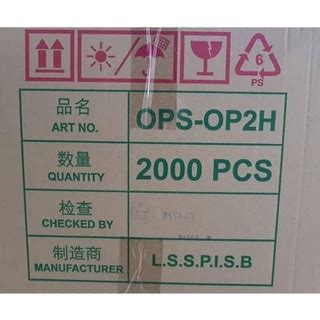 6
PS
品名
ART NO.
OPS-OP2H
数量
QUANTITY
2000 PCS
检查
CHECKED BY
制造商
MANUFACTURER
L.S.S.P.I.S.B